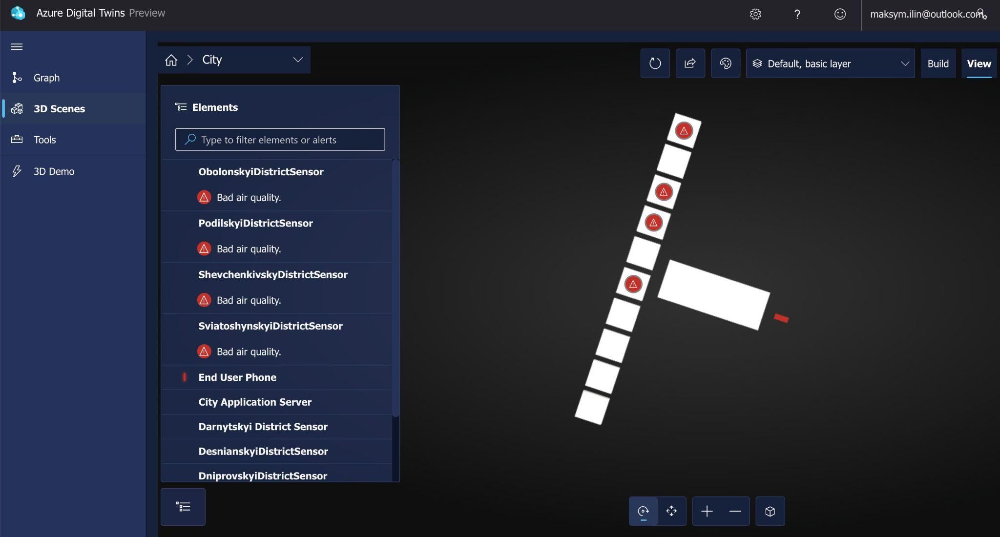 Azure Digital Twins Preview
?
maksym.ilin@outlook.com
Graph
3D Scenes
Tools
3D Demo
City
Default, basic layer
Build
View
Elements
Type to filter elements or alerts
ObolonskyiDistrictSensor
Bad air quality.
PodilskyiDistrictSensor
Bad air quality.
ShevchenkivskyDistrictSensor
Bad air quality.
SviatoshynskyiDistrictSensor
Bad air quality.
End User Phone
City Application Server
Darnytskyi District Sensor
DesnianskyiDistrictSensor
DniprovskyiDistrictSensor